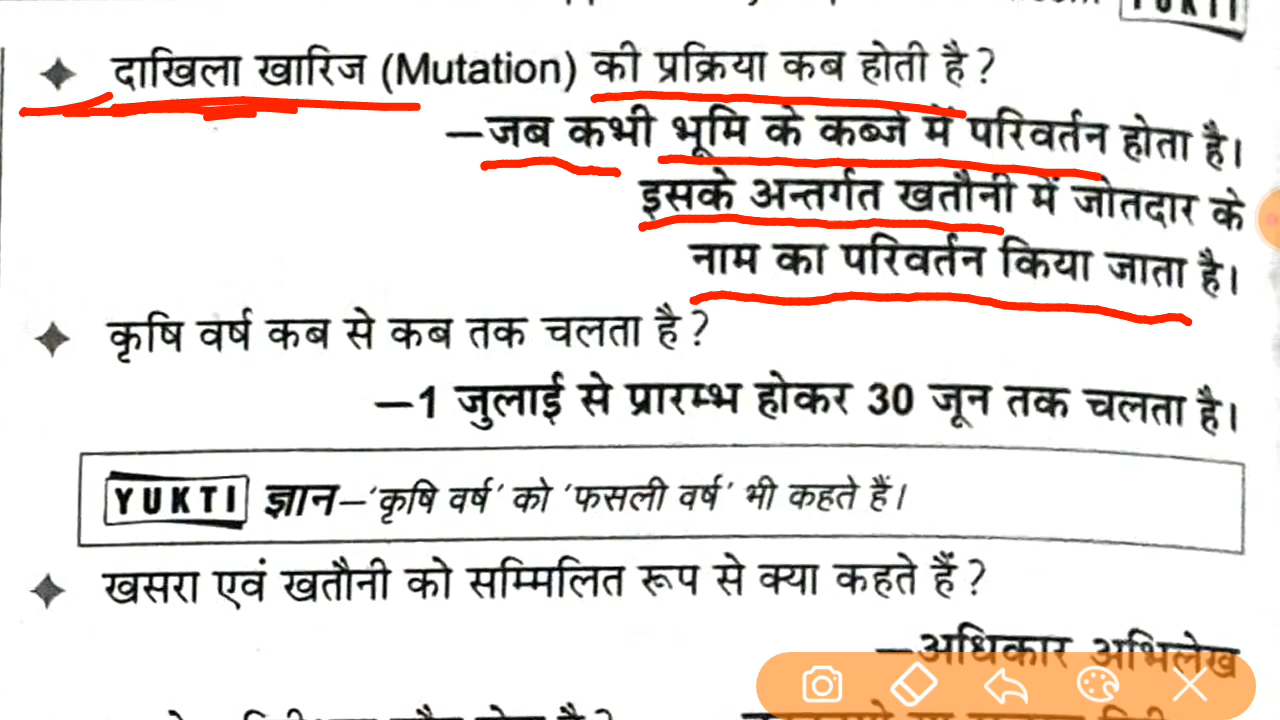 YUKTI
दाखिला खारिज (Mutation) की प्रक्रिया कब होती है?
—जब कभी भूमि के कब्जे में परिवर्तन होता है।
इसके अन्तर्गत खतौनी में जोतदार के
नाम का परिवर्तन किया जाता है।
कृषि वर्ष कब से कब तक चलता है?
—1 जुलाई से प्रारम्भ होकर 30 जून तक चलता है।
YUKTI ज्ञान–‘कृषि वर्ष’ को ‘फसली वर्ष’ भी कहते हैं।
खसरा एवं खतौनी को सम्मिलित रूप से क्या कहते हैं?
—अधिकार अभिलेख